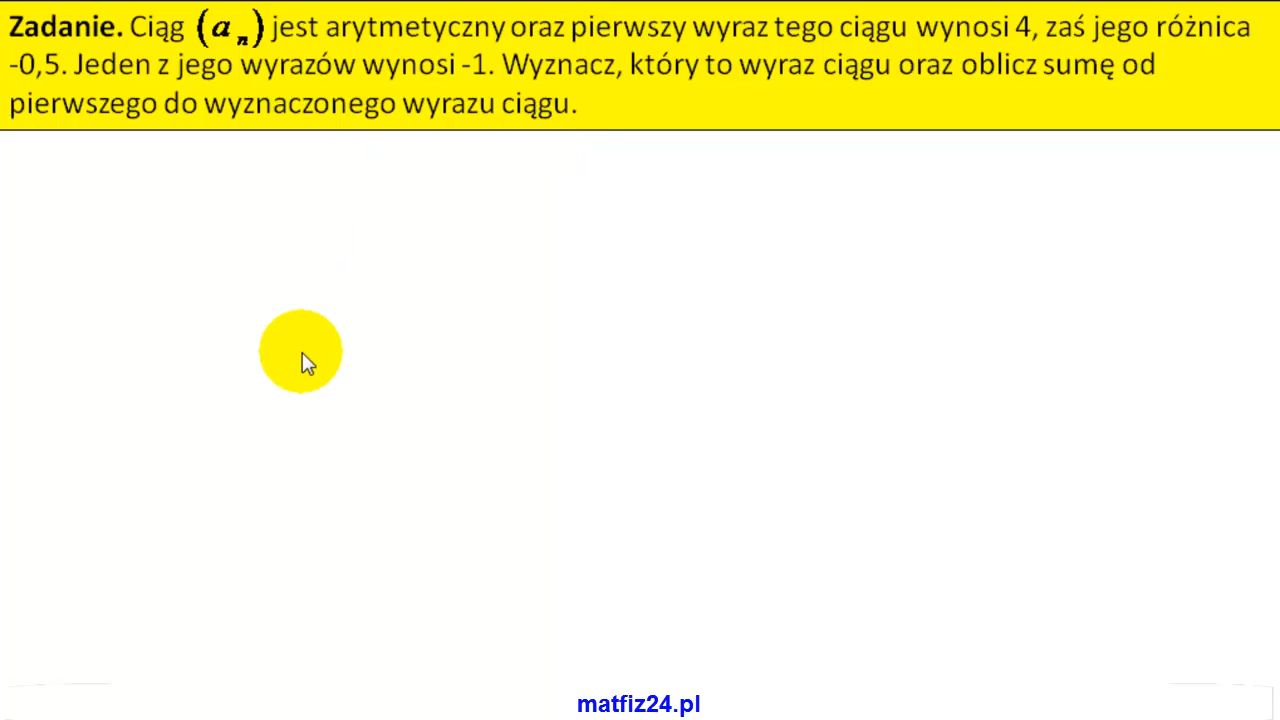 Zadanie. Ciąg (a n) jest arytmetyczny oraz pierwszy wyraz tego ciągu wynosi 4, zaś jego różnica
-0,5. Jeden z jego wyrazów wynosi -1. Wyznacz, który to wyraz ciągu oraz oblicz sumę od
pierwszego do wyznaczonego wyrazu ciągu.
matfiz24.pl